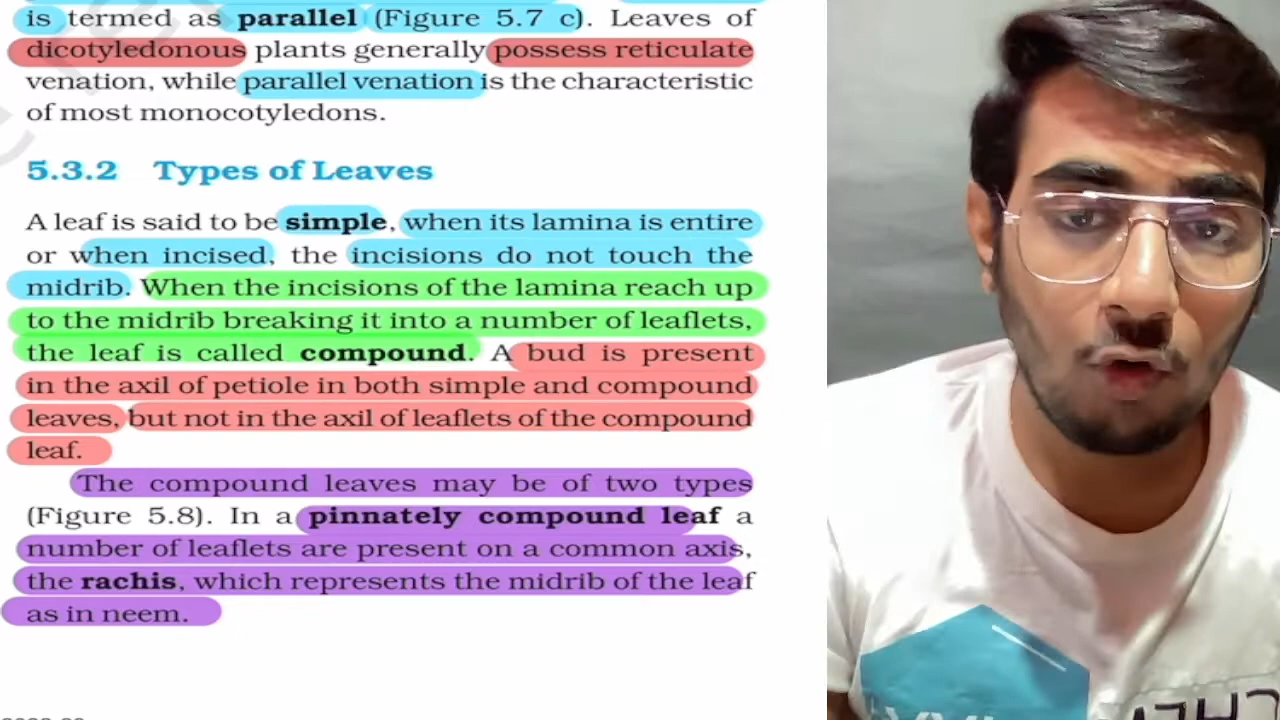 is termed as parallel (Figure 5.7 c). Leaves of
dicotyledonous plants generally possess reticulate
venation, while parallel venation is the characteristic
of most monocotyledons.
5.3.2 Types of Leaves
A leaf is said to be simple, when its lamina is entire
or when incised, the incisions do not touch the
midrib. When the incisions of the lamina reach up
to the midrib breaking it into a number of leaflets,
the leaf is called compound. A bud is present
in the axil of petiole in both simple and compound
leaves, but not in the axil of leaflets of the compound
leaf.
The compound leaves may be of two types
(Figure 5.8). In a pinnately compound leaf a
number of leaflets are present on a common axis,
the rachis, which represents the midrib of the leaf
as in neem.